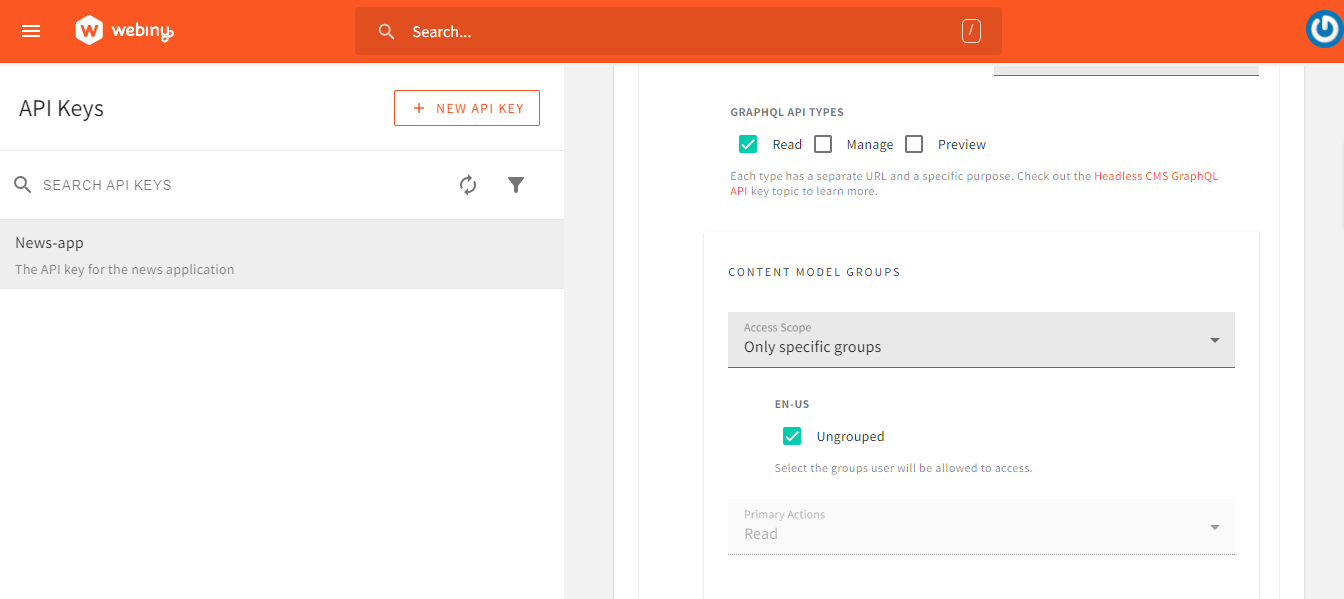 webiny
Search...
/
API Keys
+ NEW API KEY
SEARCH API KEYS
News-app
The API key for the news application
GRAPHQL API TYPES
Read Manage Preview
Each type has a separate URL and a specific purpose. Check out the Headless CMS GraphQL
API key topic to learn more.
CONTENT MODEL GROUPS
Access Scope
Only specific groups
EN-US
Ungrouped
Select the groups user will be allowed to access.
Primary Actions
Read